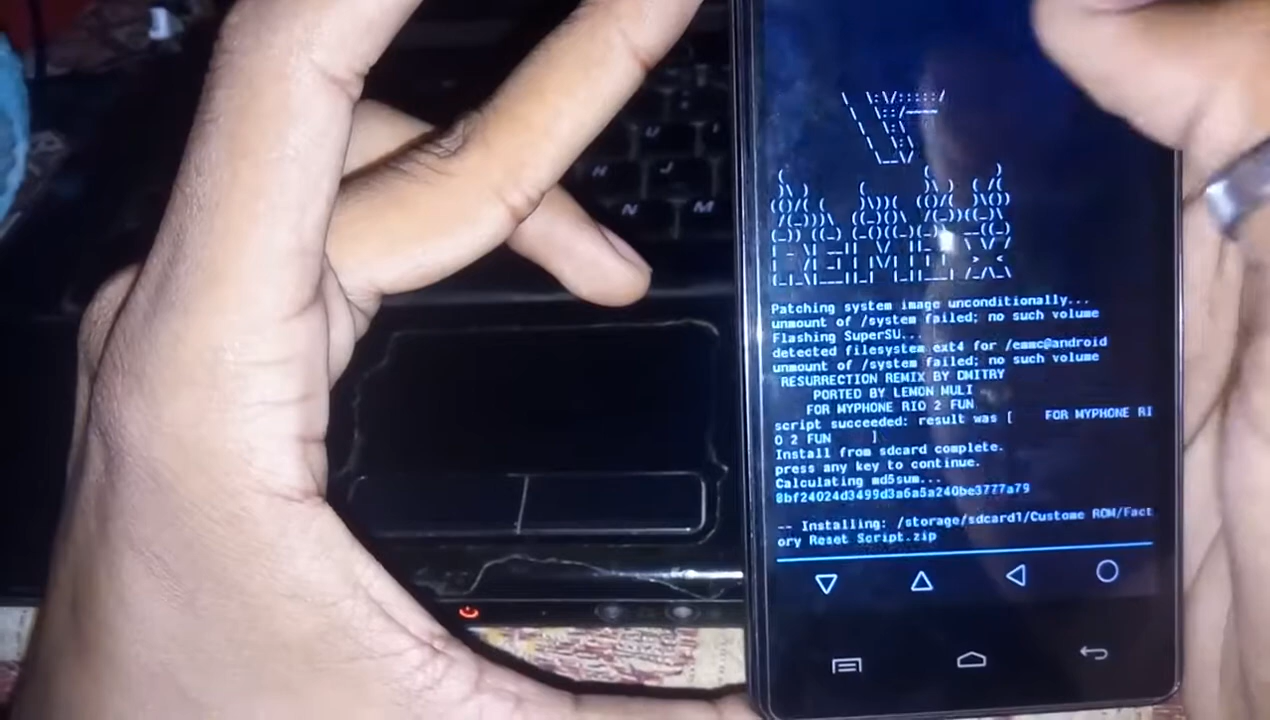 U I
H J
N M
Patching system image unconditionally...
unmount of /system failed; no such volume
Flashing SuperSU...
detected filesystem ext4 for /emmc@android
unmount of /system failed; no such volume
RESURRECTION REMIX BY DMITRY
PORTED BY LEMON MULI
FOR MYPHONE RIO 2 FUN
script succeeded: result was [ FOR MYPHONE RI
O 2 FUN ]
Install from sdcard complete.
press any key to continue.
Calculating md5sum...
8bf24024d3499d3a6a5a240be3777a79
-- Installing: /storage/sdcard1/Custome ROM/Fact
ory Reset Script.zip